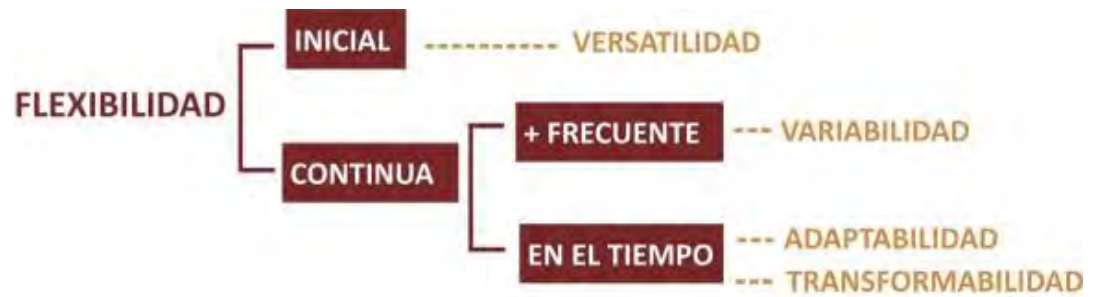 FLEXIBILIDAD
INICIAL VERSATILIDAD
CONTINUA
+ FRECUENTE VARIABILIDAD
EN EL TIEMPO ADAPTABILIDAD
TRANSFORMABILIDAD